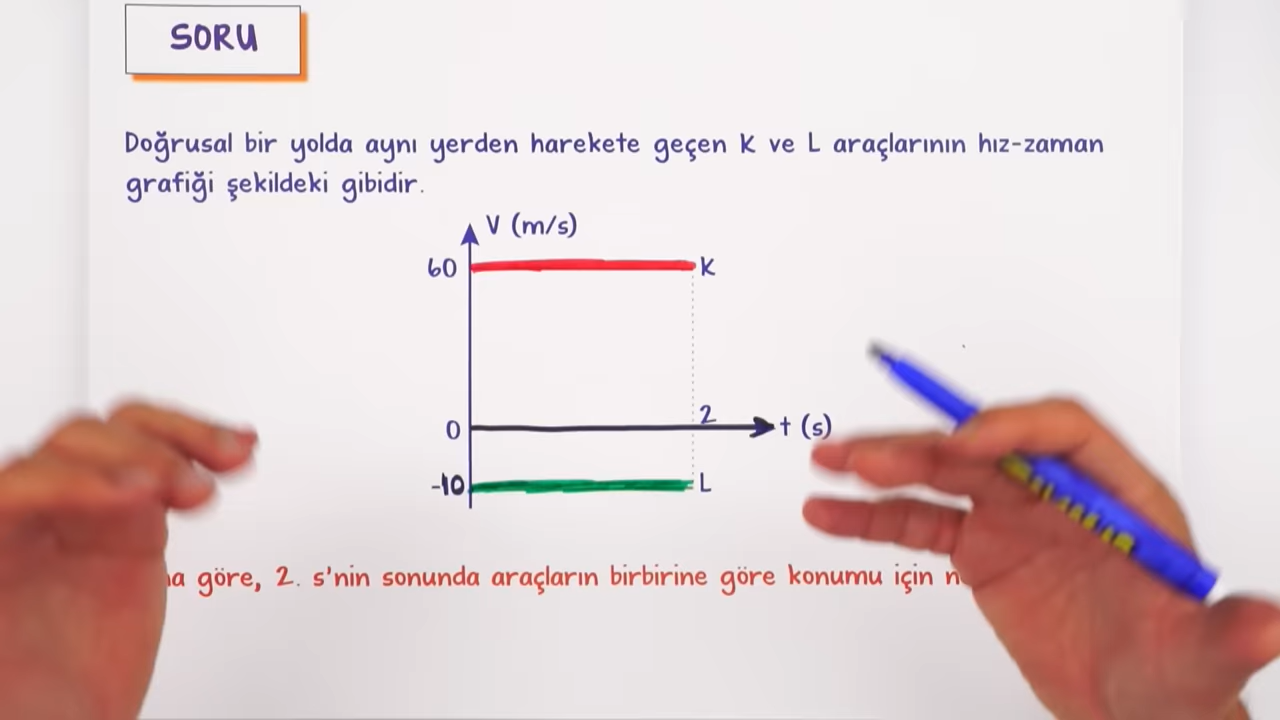 SORU
Doğrusal bir yolda aynı yerden harekete geçen K ve L araçlarının hız-zaman
grafiği şekildeki gibidir.
V (m/s)
60 K
2
0 t (s)
-10 L
göre, 2. s'nin sonunda araçların birbirine göre konumu için